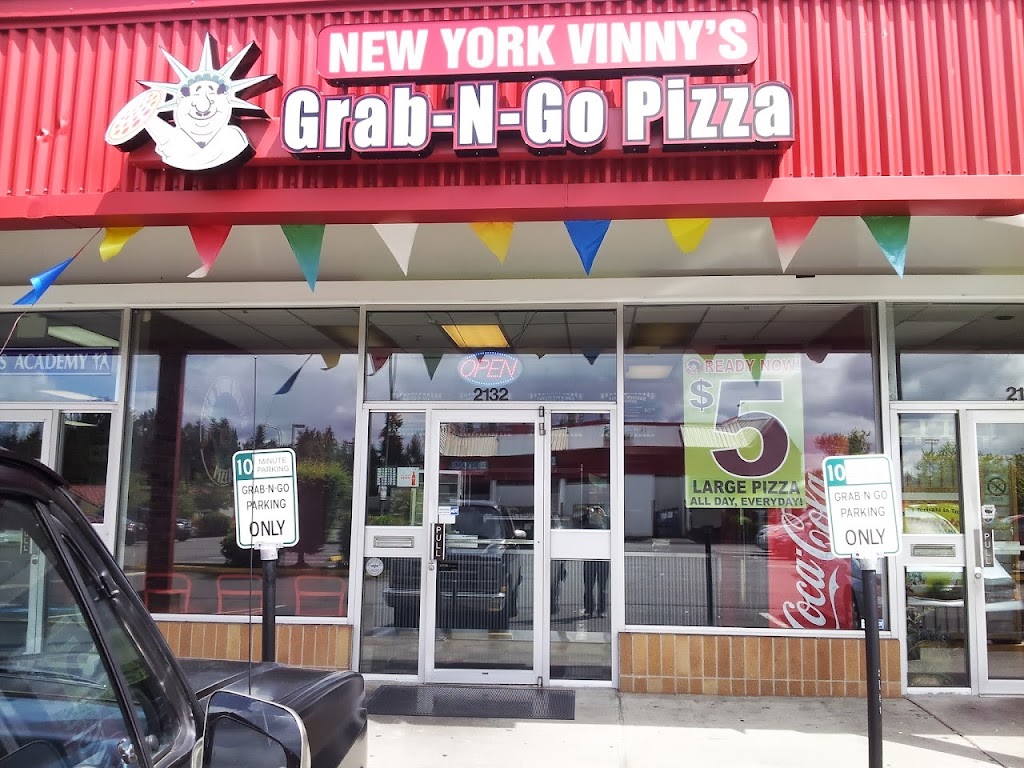 NEW YORK VINNY'S
Grab-N-Go Pizza
S ACADEMY
OPEN
2132
READY NOW!
$5
LARGE PIZZA
ALL DAY, EVERYDAY!
10 MINUTE
PARKING
GRAB-N-GO
PARKING
ONLY
10
GRAB-N-GO
PARKING
ONLY
PULL
PULL
Coca-Cola